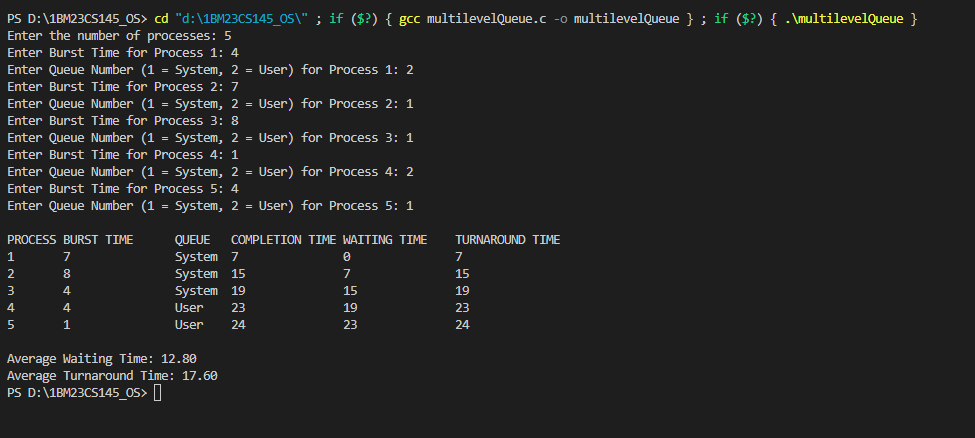 PS D:\1BM23CS145_OS> cd "d:\1BM23CS145_OS\" ; if ($?) { gcc multilevelQueue.c -o multilevelQueue } ; if ($?) { .\multilevelQueue }
Enter the number of processes: 5
Enter Burst Time for Process 1: 4
Enter Queue Number (1 = System, 2 = User) for Process 1: 2
Enter Burst Time for Process 2: 7
Enter Queue Number (1 = System, 2 = User) for Process 2: 1
Enter Burst Time for Process 3: 8
Enter Queue Number (1 = System, 2 = User) for Process 3: 1
Enter Burst Time for Process 4: 1
Enter Queue Number (1 = System, 2 = User) for Process 4: 2
Enter Burst Time for Process 5: 4
Enter Queue Number (1 = System, 2 = User) for Process 5: 1
PROCESS BURST TIME QUEUE COMPLETION TIME WAITING TIME TURNAROUND TIME
1 7 System 7 0 7
2 8 System 15 7 15
3 4 System 19 15 19
4 4 User 23 19 23
5 1 User 24 23 24
Average Waiting Time: 12.80
Average Turnaround Time: 17.60
PS D:\1BM23CS145_OS>